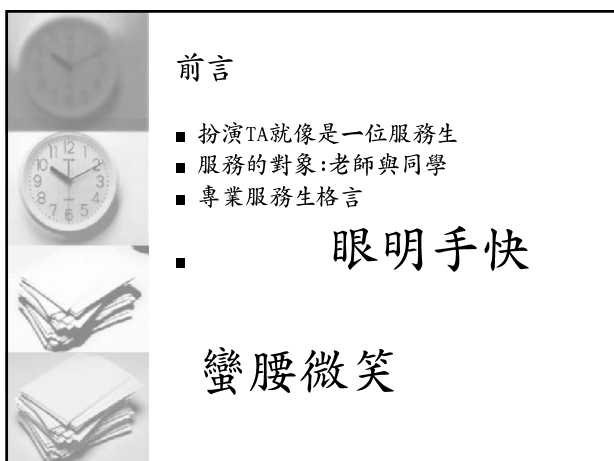 前言
扮演TA就像是一位服務生
服務的對象:老師與同學
專業服務生格言
眼明手快
蠻腰微笑